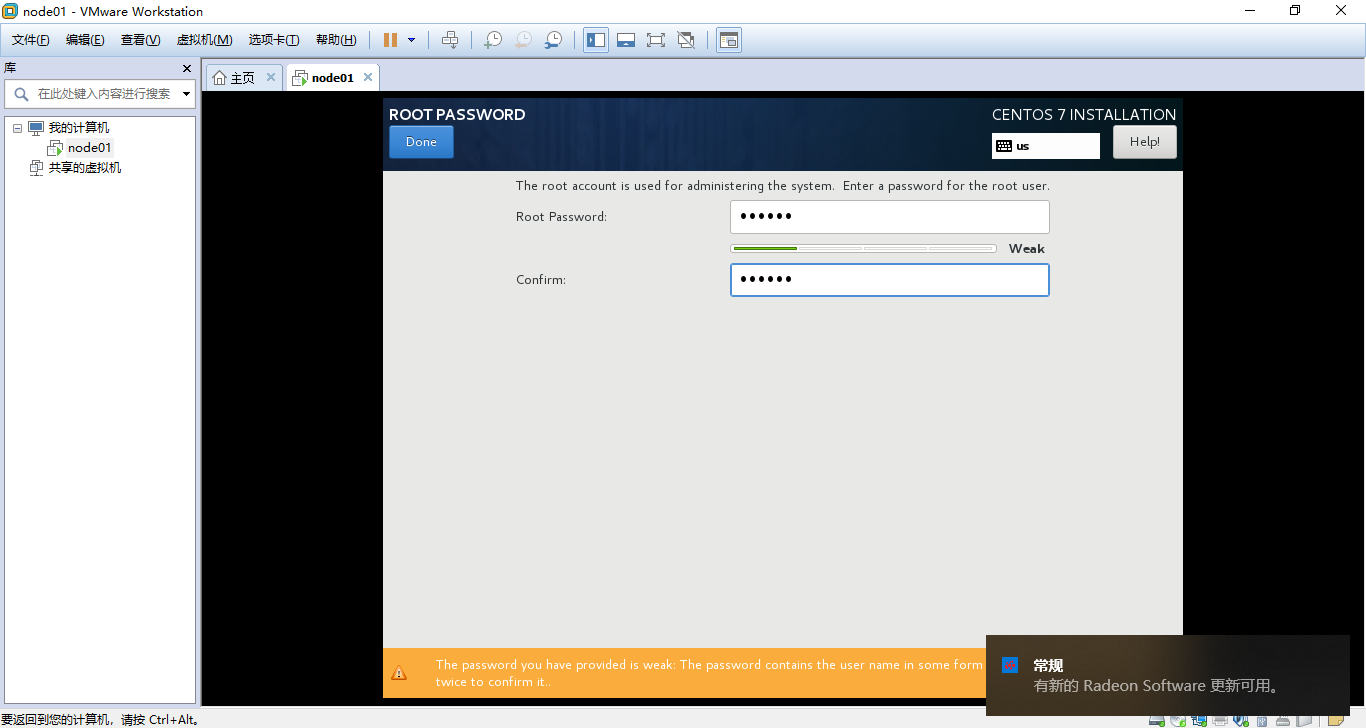 node01 - VMware Workstation
文件(F) 编辑(E) 查看(V) 虚拟机(M) 选项卡(T) 帮助(H)
库
在此处键入内容进行搜索
我的计算机
node01
共享的虚拟机
主页 node01
ROOT PASSWORD
CENTOS 7 INSTALLATION
Done
us
Help!
The root account is used for administering the system. Enter a password for the root user.
Root Password: ●●●●●●
Weak
Confirm: ●●●●●●
The password you have provided is weak: The password contains the user name in some form
twice to confirm it..
常规
有新的 Radeon Software 更新可用。
要返回到您的计算机，请按 Ctrl+Alt。